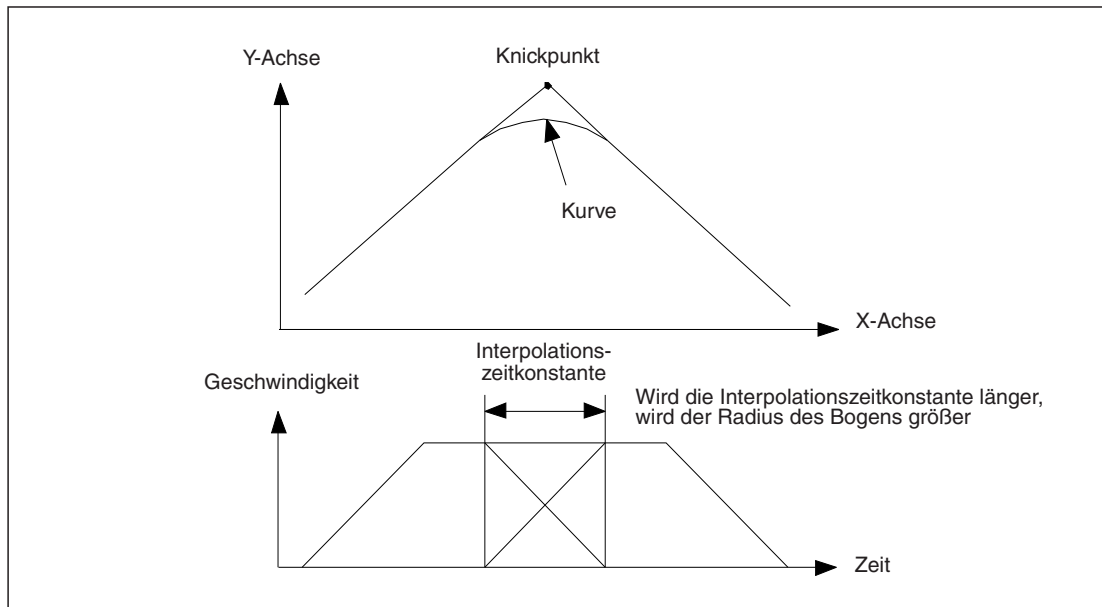 Knickpunkt
Y-Achse
Kurve
X-Achse
Interpolations-
zeitkonstante
Geschwindigkeit
Wird die Interpolationszeitkonstante länger,
wird der Radius des Bogens größer
Zeit